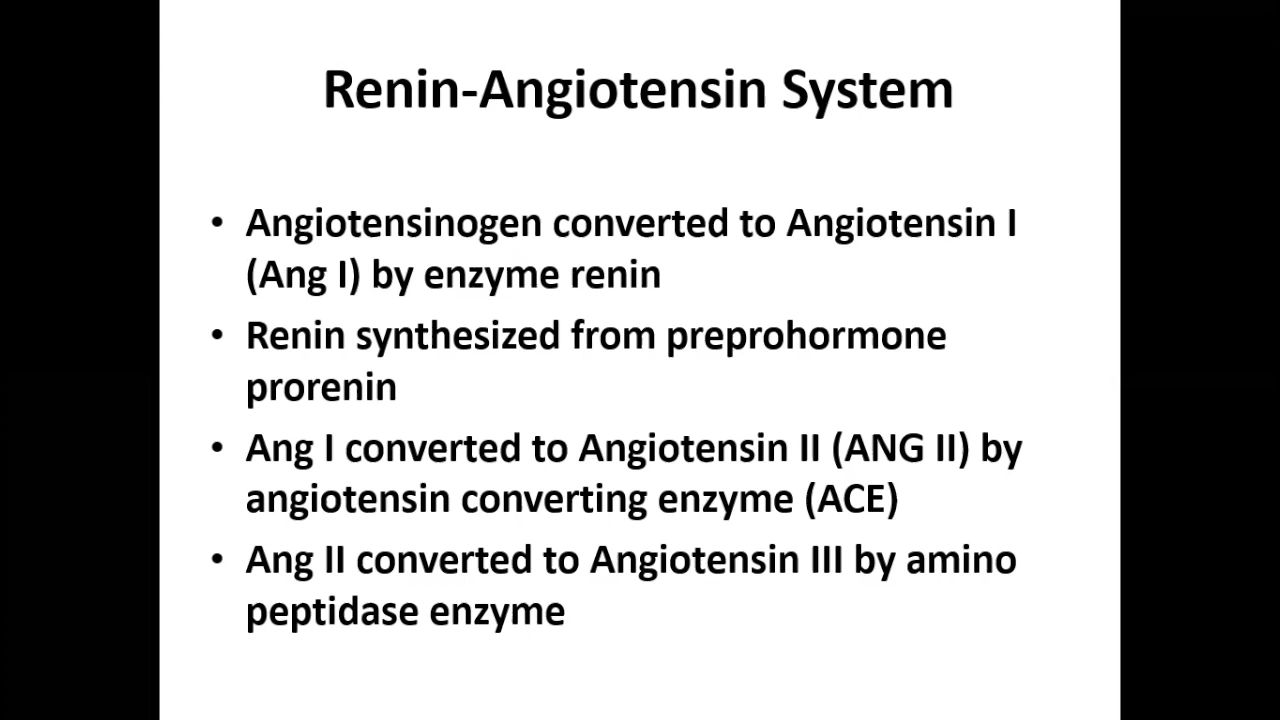 Renin-Angiotensin System
• Angiotensinogen converted to Angiotensin I
(Ang I) by enzyme renin
• Renin synthesized from preprohormone
prorenin
• Ang I converted to Angiotensin II (ANG II) by
angiotensin converting enzyme (ACE)
• Ang II converted to Angiotensin III by amino
peptidase enzyme